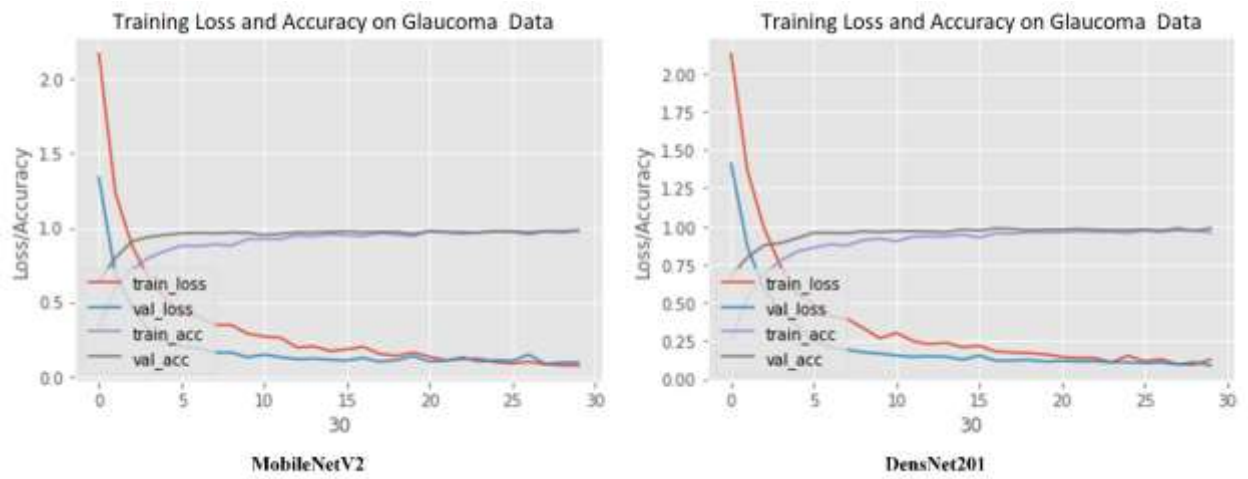 Training Loss and Accuracy on Glaucoma  Data
Loss/Accuracy
2.0
1.5
1.0
0.5
0.0
train_loss
val_loss
train_acc
val_acc
0 5 10 15 20 25 30
30
MobileNetV2
Training Loss and Accuracy on Glaucoma  Data
Loss/Accuracy
2.00
1.75
1.50
1.25
1.00
0.75
0.50
0.25
0.00
train_loss
val_loss
train_acc
val_acc
0 5 10 15 20 25 30
30
DensNet201